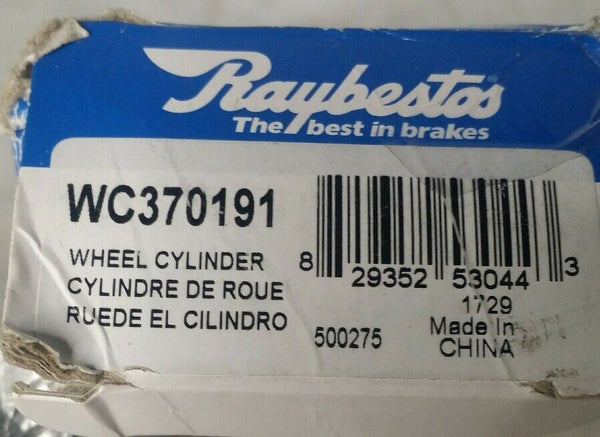 Raybestos®
The best in brakes
WC370191
WHEEL CYLINDER
CYLINDRE DE ROUE
RUEDE EL CILINDRO
8 29352 53044 3
1729
500275
Made In
CHINA